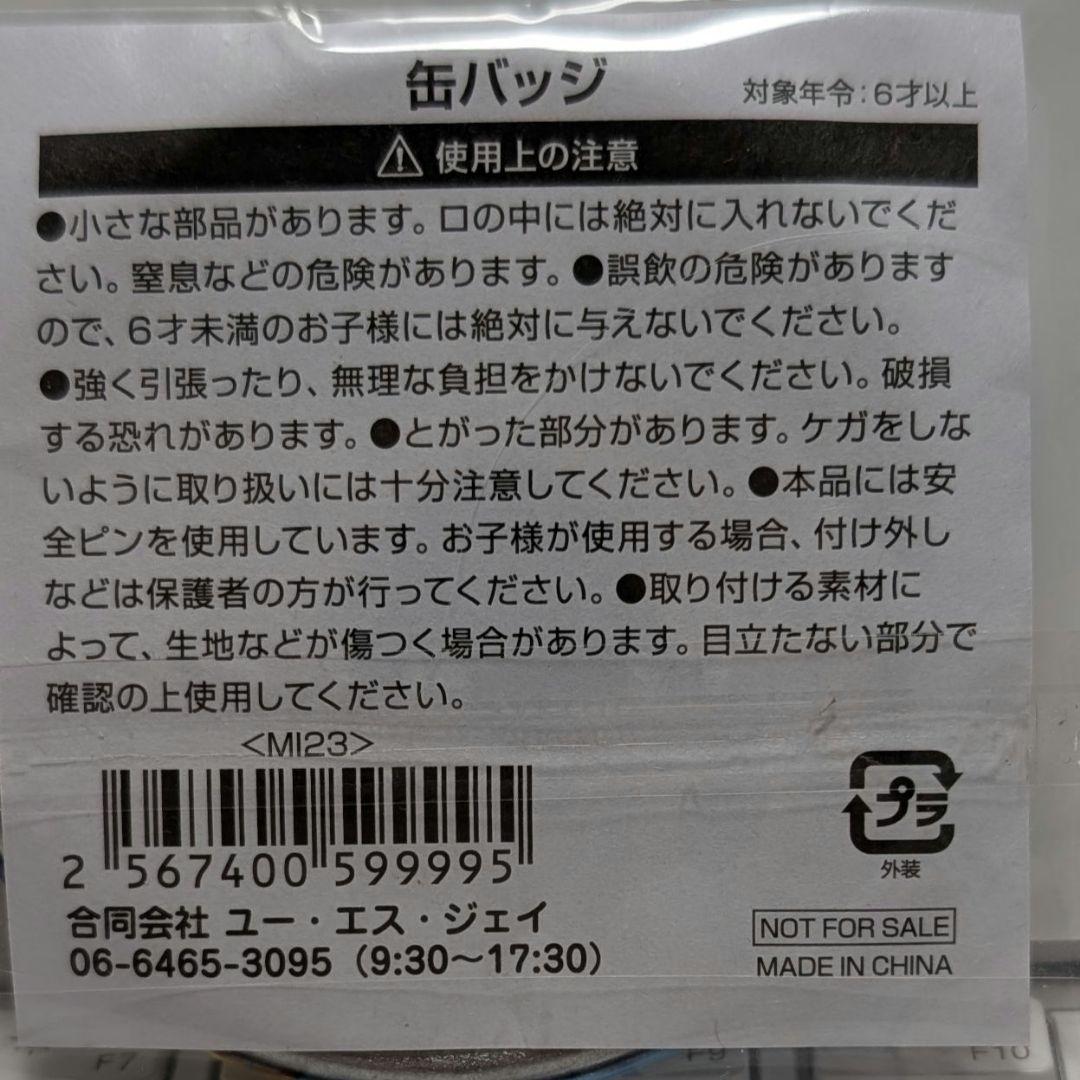 缶バッジ
対象年令:6才以上
⚠使用上の注意
●小さな部品があります。口の中には絶対に入れないでくだ
さい。窒息などの危険があります。●誤飲の危険があります
ので、6才未満のお子様には絶対に与えないでください。
●強く引張ったり、無理な負担をかけないでください。破損
する恐れがあります。●とがった部分があります。ケガをしな
いように取り扱いには十分注意してください。●本品には安
全ピンを使用しています。お子様が使用する場合、付け外し
などは保護者の方が行ってください。●取り付ける素材に
よって、生地などが傷つく場合があります。目立たない部分で
確認の上使用してください。
<MI23>
2 567400 599995
プラ
外装
合同会社 ユー・エス・ジェイ
06-6465-3095（9:30～17:30）
NOT FOR SALE
MADE IN CHINA
F7
F9
F10